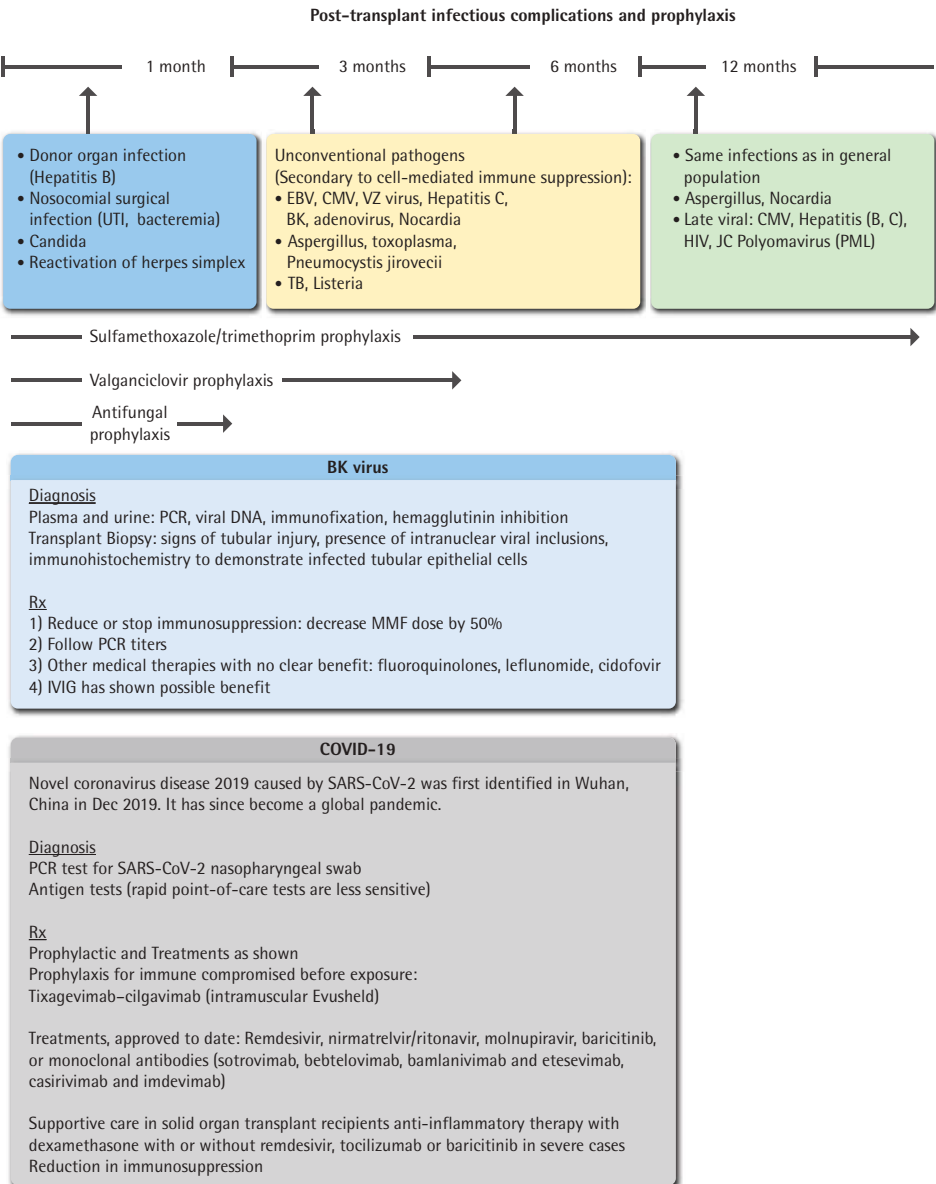 Post-transplant infectious complications and prophylaxis
1 month
3 months
6 months
12 months
• Donor organ infection
(Hepatitis B)
• Nosocomial surgical
infection (UTI, bacteremia)
• Candida
• Reactivation of herpes simplex
Unconventional pathogens
(Secondary to cell-mediated immune suppression):
• EBV, CMV, VZ virus, Hepatitis C,
BK, adenovirus, Nocardia
• Aspergillus, toxoplasma,
Pneumocystis jirovecii
• TB, Listeria
• Same infections as in general
population
• Aspergillus, Nocardia
• Late viral: CMV, Hepatitis (B, C),
HIV, JC Polyomavirus (PML)
Sulfamethoxazole/trimethoprim prophylaxis
Valganciclovir prophylaxis
Antifungal
prophylaxis
BK virus
Diagnosis
Plasma and urine: PCR, viral DNA, immunofixation, hemagglutinin inhibition
Transplant Biopsy: signs of tubular injury, presence of intranuclear viral inclusions,
immunohistochemistry to demonstrate infected tubular epithelial cells
Rx
1) Reduce or stop immunosuppression: decrease MMF dose by 50%
2) Follow PCR titers
3) Other medical therapies with no clear benefit: fluoroquinolones, leflunomide, cidofovir
4) IVIG has shown possible benefit
COVID-19
Novel coronavirus disease 2019 caused by SARS-CoV-2 was first identified in Wuhan,
China in Dec 2019. It has since become a global pandemic.
Diagnosis
PCR test for SARS-CoV-2 nasopharyngeal swab
Antigen tests (rapid point-of-care tests are less sensitive)
Rx
Prophylactic and Treatments as shown
Prophylaxis for immune compromised before exposure:
Tixagevimab–cilgavimab (intramuscular Evusheld)
Treatments, approved to date: Remdesivir, nirmatrelvir/ritonavir, molnupiravir, baricitinib,
or monoclonal antibodies (sotrovimab, bebtelovimab, bamlanivimab and etesevimab,
casirivimab and imdevimab)
Supportive care in solid organ transplant recipients anti-inflammatory therapy with
dexamethasone with or without remdesivir, tocilizumab or baricitinib in severe cases
Reduction in immunosuppression